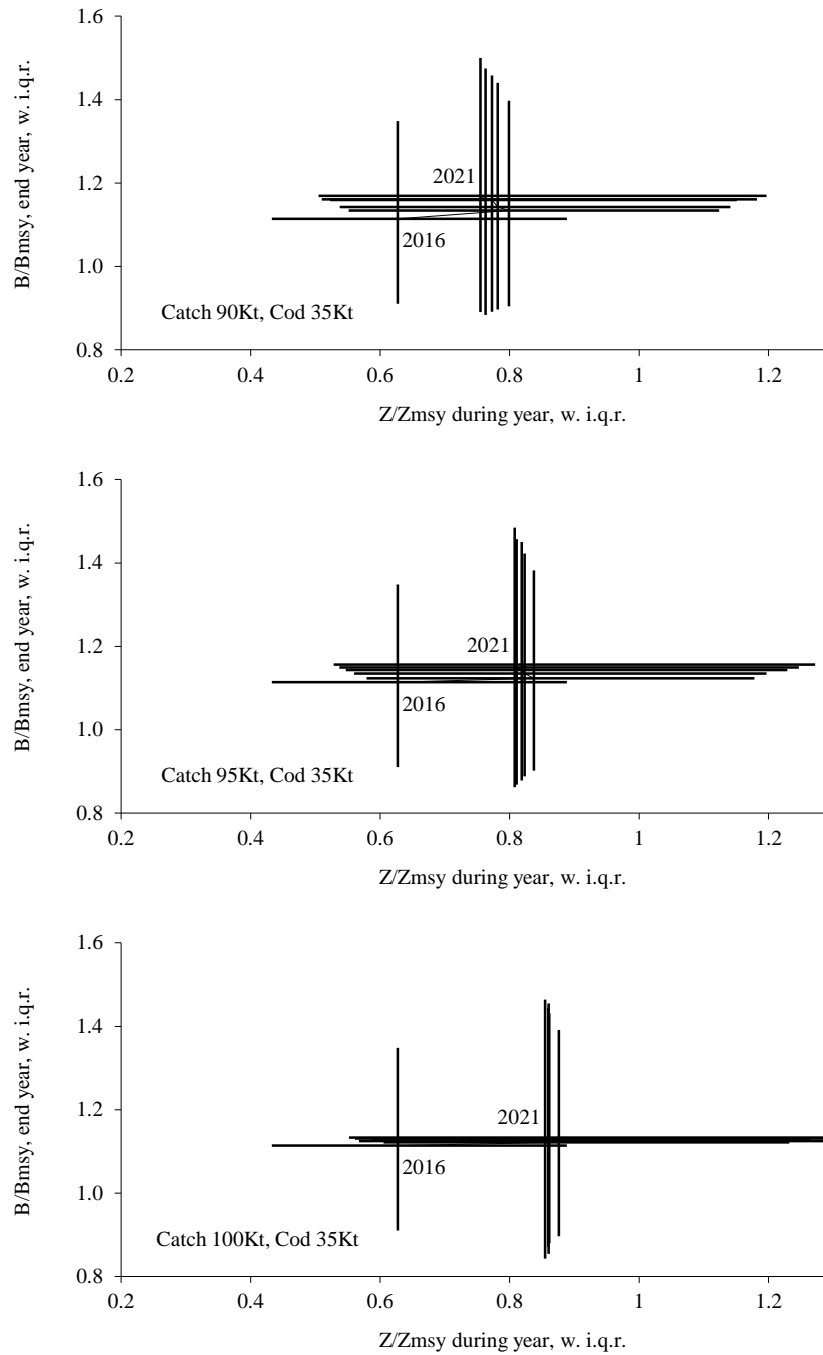 1.6
1.4
1.2
1.0
0.8
B/Bmsy, end year, w. i.q.r.
2021
2016
Catch 90Kt, Cod 35Kt
0.2 0.4 0.6 0.8 1 1.2
Z/Zmsy during year, w. i.q.r.
1.6
1.4
1.2
1.0
0.8
B/Bmsy, end year, w. i.q.r.
2021
2016
Catch 95Kt, Cod 35Kt
0.2 0.4 0.6 0.8 1 1.2
Z/Zmsy during year, w. i.q.r.
1.6
1.4
1.2
1.0
0.8
B/Bmsy, end year, w. i.q.r.
2021
2016
Catch 100Kt, Cod 35Kt
0.2 0.4 0.6 0.8 1 1.2
Z/Zmsy during year, w. i.q.r.